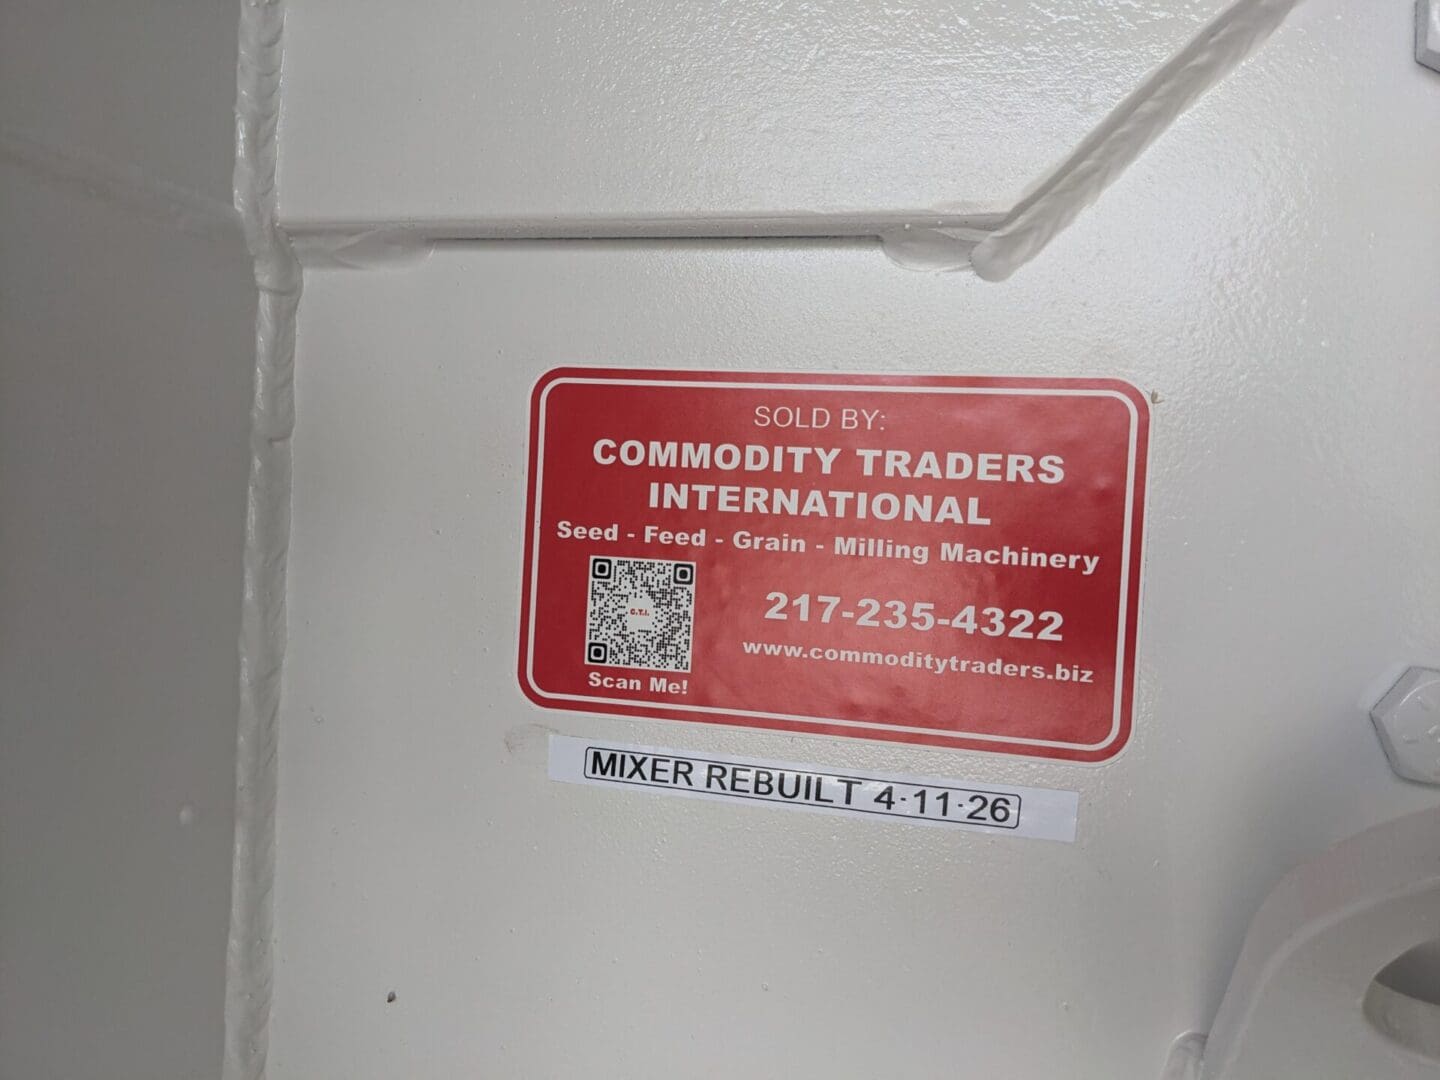 SOLD BY:
COMMODITY TRADERS
INTERNATIONAL
Seed - Feed - Grain - Milling Machinery
C.T.I.
217-235-4322
www.commoditytraders.biz
Scan Me!
MIXER REBUILT 4-11-26